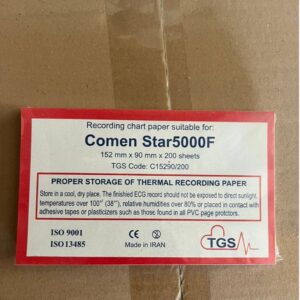 Recording chart paper suitable for:
Comen Star5000F
152 mm x 90 mm x 200 sheets
TGS Code: C15290/200
PROPER STORAGE OF THERMAL RECORDING PAPER
Store in a cool, dry place. The finished ECG record should not be exposed to direct sunlight,
temperatures over 100° (38°), relative humidities over 80% or placed in contact with
adhesive tapes or plasticizers such as those found in all PVC page protctors.
ISO 9001
ISO 13485
CE
Made in IRAN
TGS